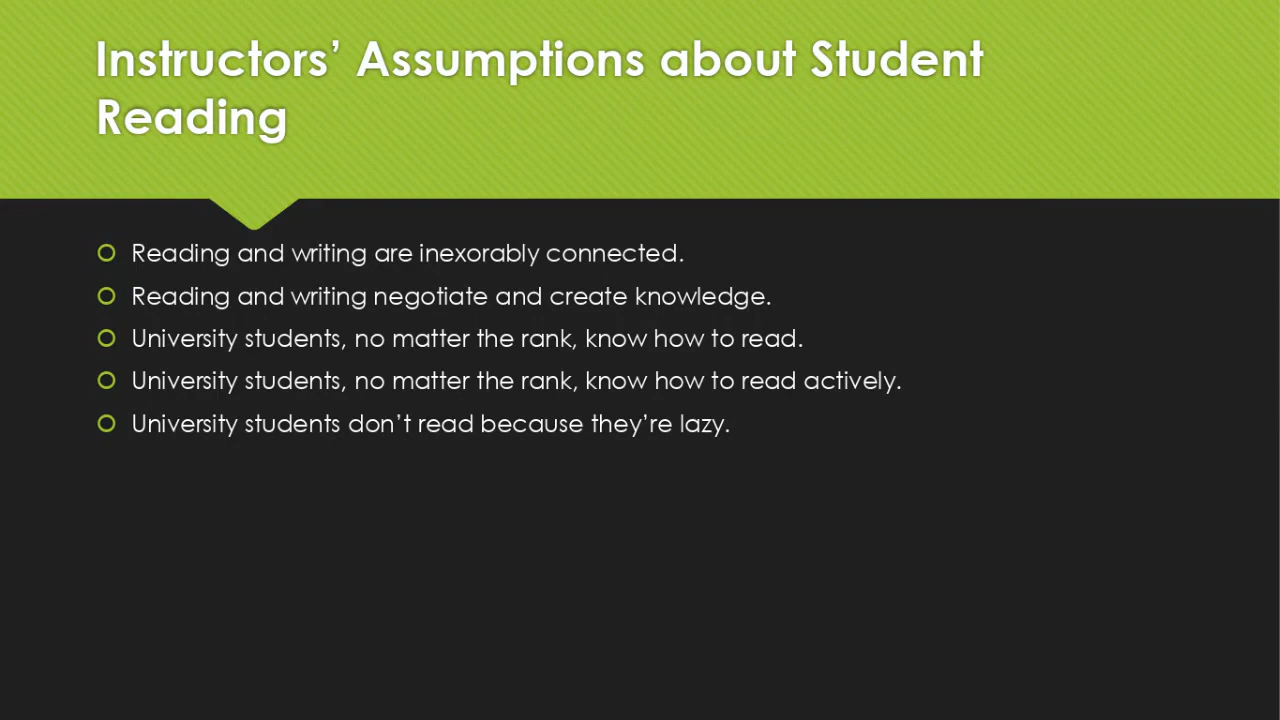 Instructors’ Assumptions about Student
Reading
Reading and writing are inexorably connected.
Reading and writing negotiate and create knowledge.
University students, no matter the rank, know how to read.
University students, no matter the rank, know how to read actively.
University students don’t read because they’re lazy.